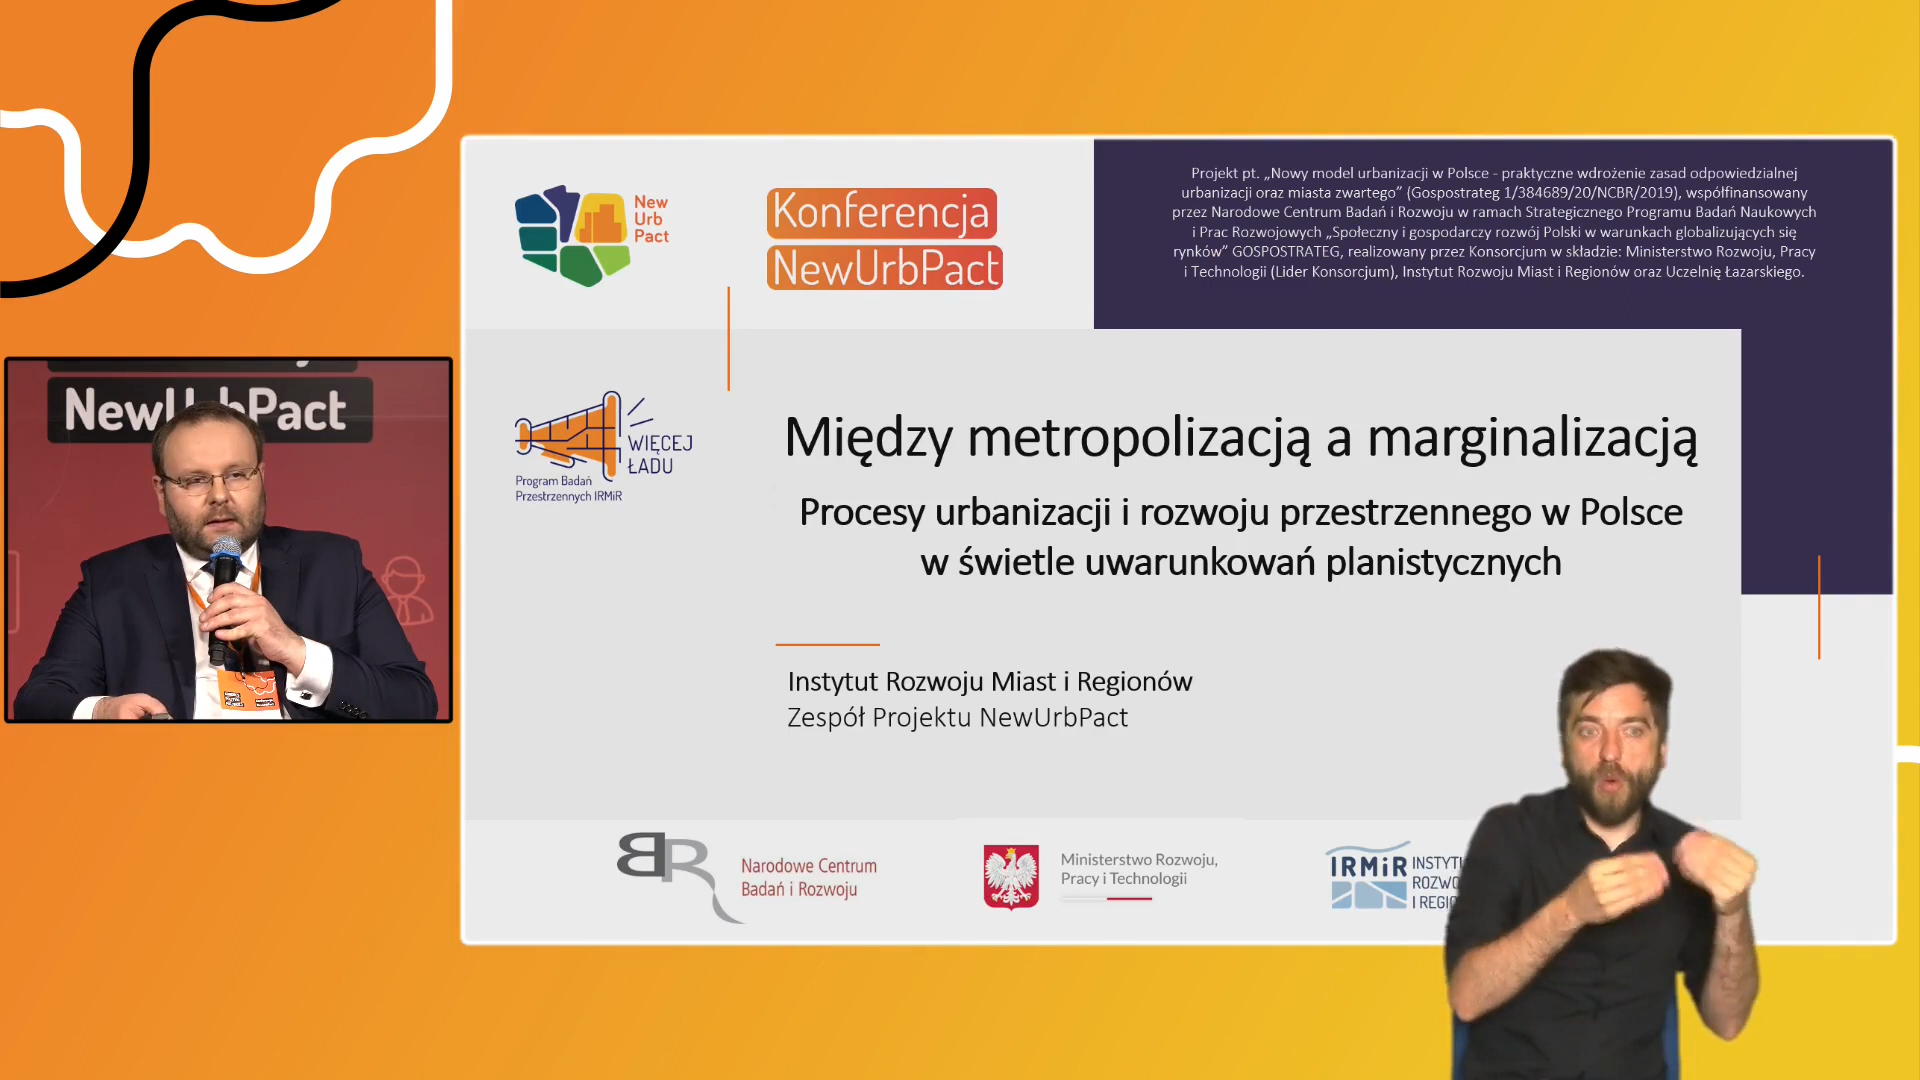 New
Urb
Pact
Konferencja
NewUrbPact
Projekt pt. „Nowy model urbanizacji w Polsce - praktyczne wdrożenie zasad odpowiedzialnej
urbanizacji oraz miasta zwartego” (Gospostrateg 1/384689/20/NCBR/2019), współfinansowany
przez Narodowe Centrum Badań i Rozwoju w ramach Strategicznego Programu Badań Naukowych
i Prac Rozwojowych „Społeczny i gospodarczy rozwój Polski w warunkach globalizujących się
rynków” GOSPOSTRATEG, realizowany przez Konsorcjum w składzie: Ministerstwo Rozwoju, Pracy
i Technologii (Lider Konsorcjum), Instytut Rozwoju Miast i Regionów oraz Uczelnię Łazarskiego.
NewUrbPact
WIĘCEJ
ŁADU
Program Badań
Przestrzennych IRMiR
Między metropolizacją a marginalizacją
Procesy urbanizacji i rozwoju przestrzennego w Polsce
w świetle uwarunkowań planistycznych
Instytut Rozwoju Miast i Regionów
Zespół Projektu NewUrbPact
Narodowe Centrum
Badań i Rozwoju
Ministerstwo Rozwoju,
Pracy i Technologii
IRMiR